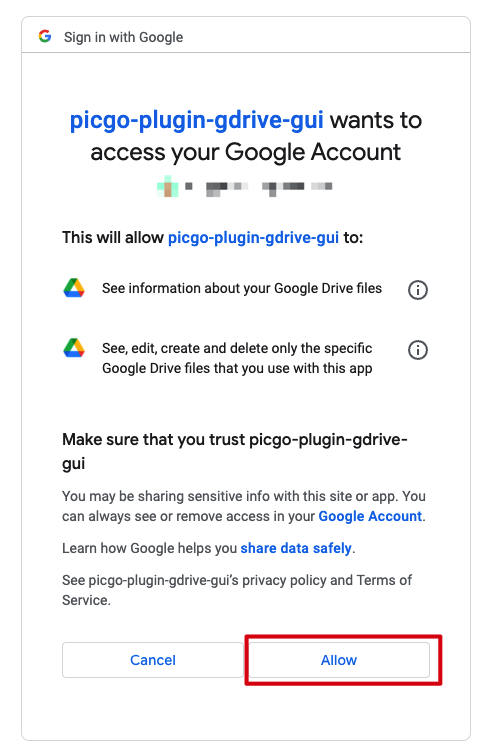 Sign in with Google
picgo-plugin-gdrive-gui wants to
access your Google Account
This will allow picgo-plugin-gdrive-gui to:
See information about your Google Drive files
See, edit, create and delete only the specific
Google Drive files that you use with this app
Make sure that you trust picgo-plugin-gdrive-
gui
You may be sharing sensitive info with this site or app. You
can always see or remove access in your Google Account.
Learn how Google helps you share data safely.
See picgo-plugin-gdrive-gui's privacy policy and Terms of
Service.
Cancel
Allow